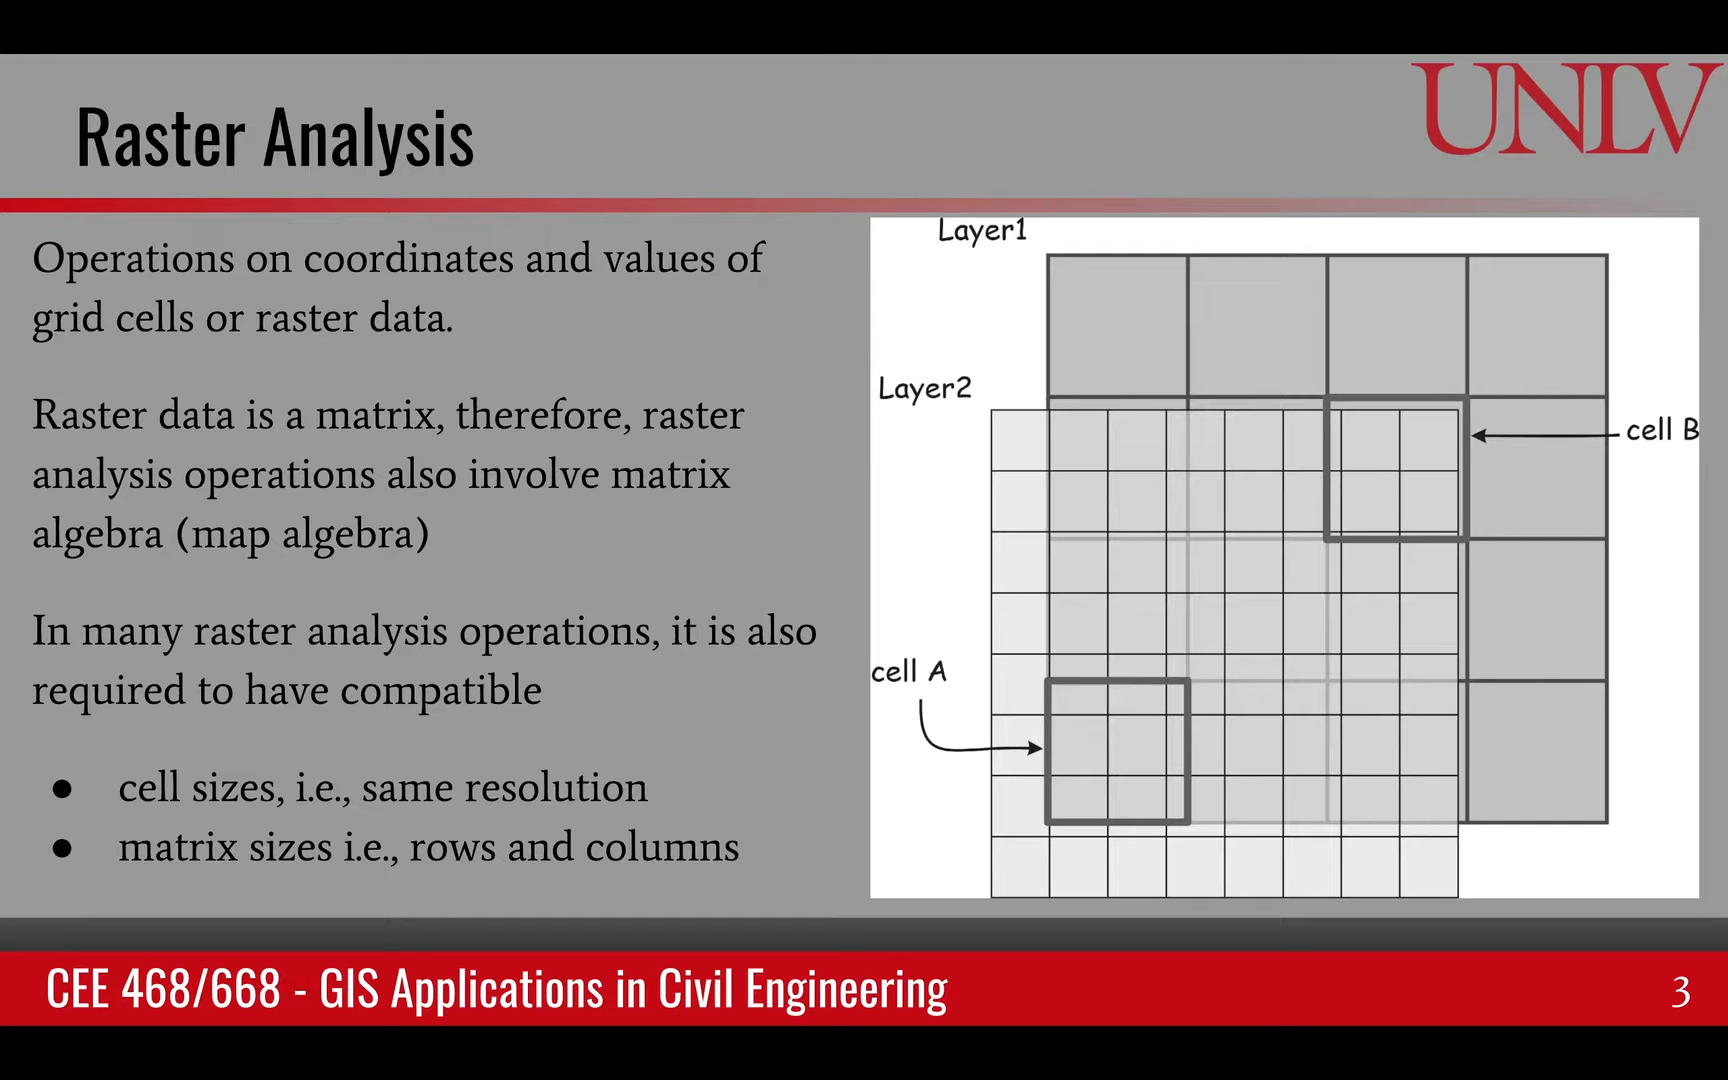 Raster Analysis
UNLV
Operations on coordinates and values of
grid cells or raster data.
Raster data is a matrix, therefore, raster
analysis operations also involve matrix
algebra (map algebra)
In many raster analysis operations, it is also
required to have compatible
● cell sizes, i.e., same resolution
● matrix sizes i.e., rows and columns
Layer1
Layer2
cell B
cell A
CEE 468/668 - GIS Applications in Civil Engineering
3